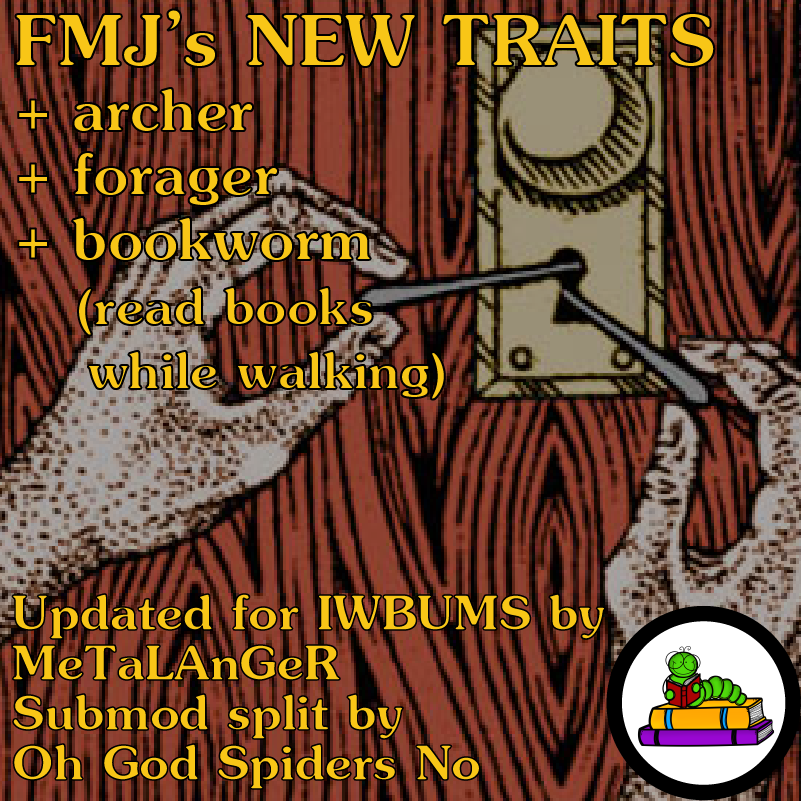 FMJ's NEW TRAITS
+ archer
+ forager
+ bookworm
(read books
while walking)
Updated for IWBUMS by
MeTaLAnGeR
Submod split by
Oh God Spiders No